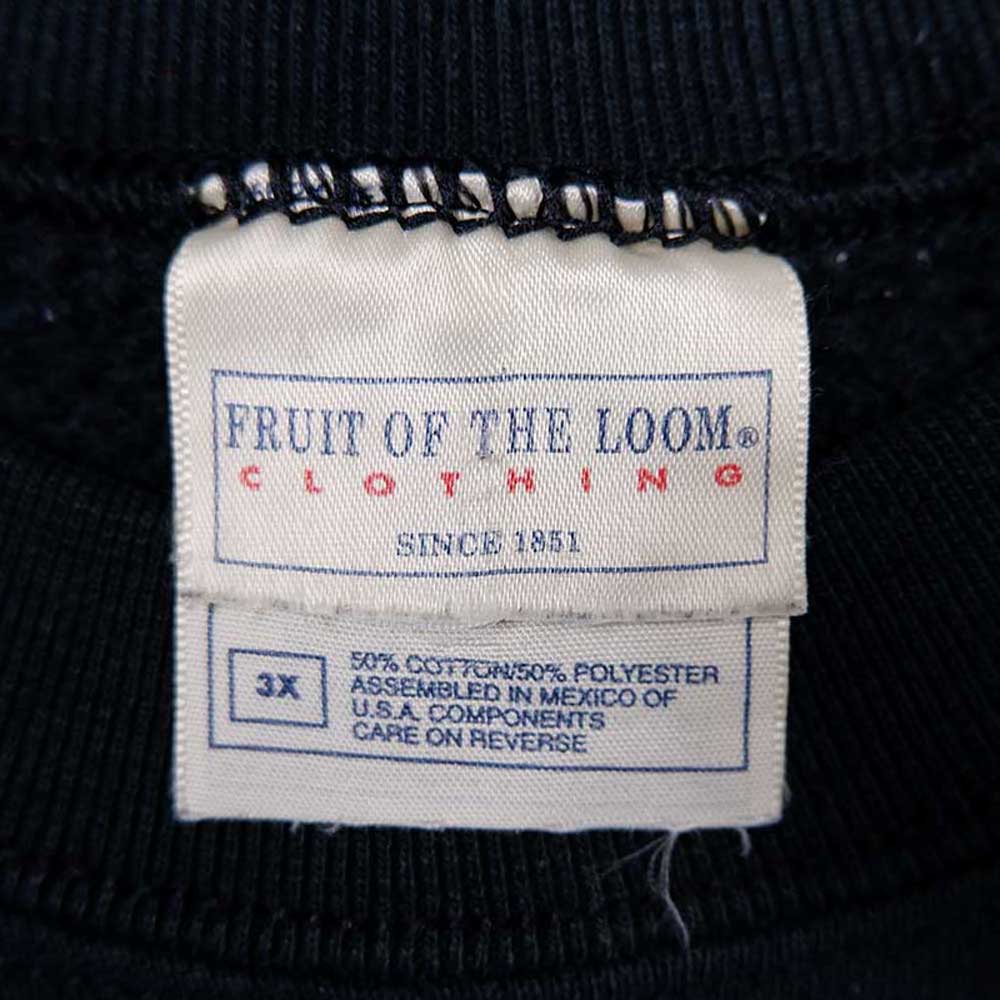 FRUIT OF THE LOOM®
CLOTHING
SINCE 1851
3X
50% COTTON/50% POLYESTER
ASSEMBLED IN MEXICO OF
U.S.A. COMPONENTS
CARE ON REVERSE